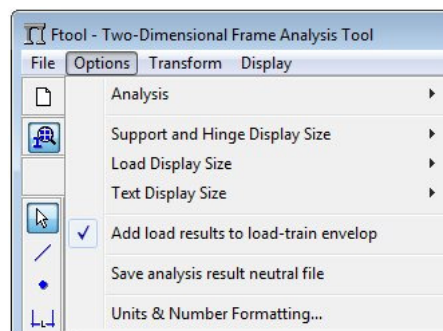 Ftool - Two-Dimensional Frame Analysis Tool
File Options Transform Display
Analysis
Support and Hinge Display Size
Load Display Size
Text Display Size
Add load results to load-train envelop
Save analysis result neutral file
Units & Number Formatting...
L